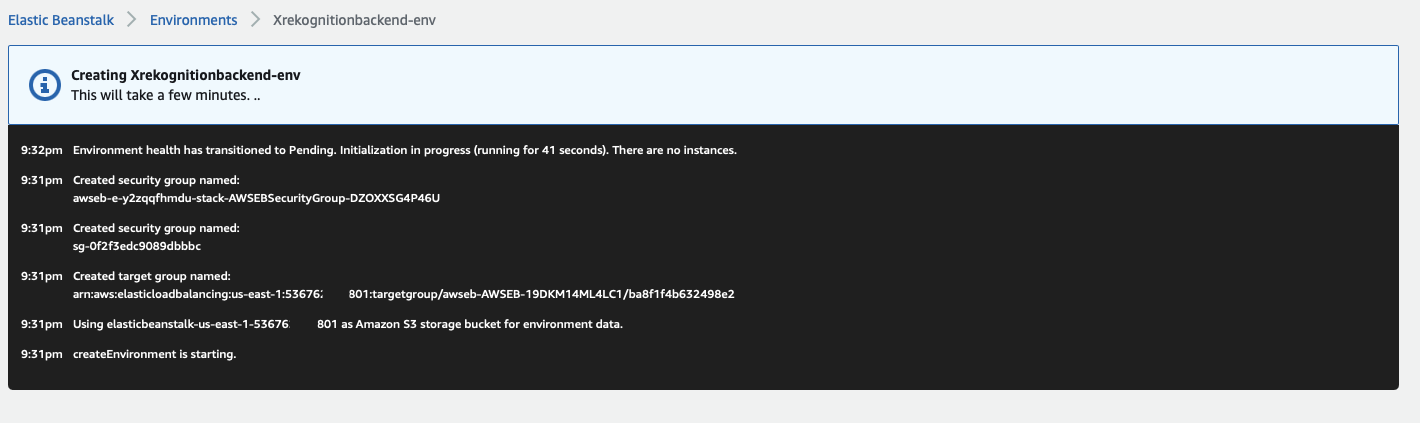 Elastic Beanstalk > Environments > Xrekognitionbackend-env
Creating Xrekognitionbackend-env
This will take a few minutes. ..
9:32pm Environment health has transitioned to Pending. Initialization in progress (running for 41 seconds). There are no instances.
9:31pm Created security group named:
awseb-e-y2zqqfhmdu-stack-AWSEBSecurityGroup-DZOXXSG4P46U
9:31pm Created security group named:
sg-0f2f3edc9089dbbbc
9:31pm Created target group named:
arn:aws:elasticloadbalancing:us-east-1:53676 801:targetgroup/awseb-AWSEB-19DKM14ML4LC1/ba8f1f4b632498e2
9:31pm Using elasticbeanstalk-us-east-1-53676 801 as Amazon S3 storage bucket for environment data.
9:31pm createEnvironment is starting.